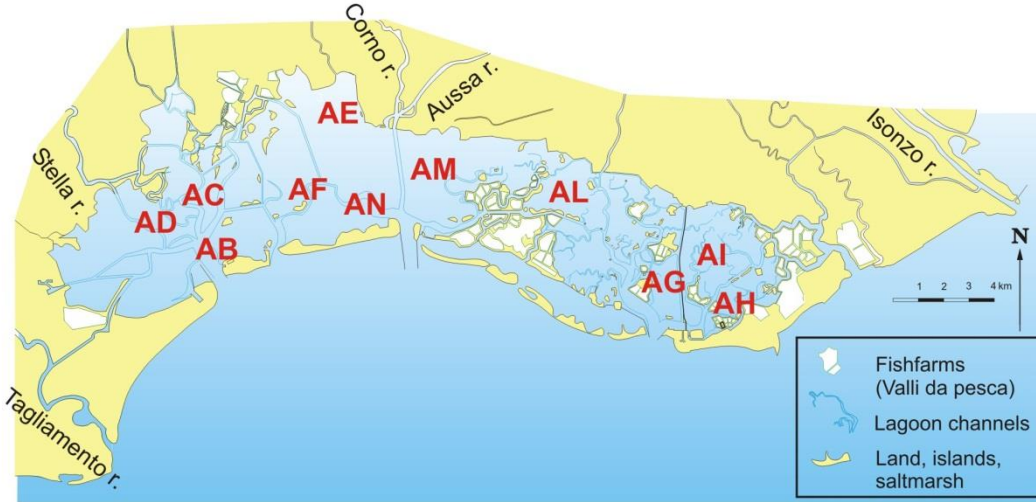 Corno r.
Aussa r.
Isonzo r.
Stella r.
Tagliamento r.
AE
AM
AC
AF
AL
AN
AD
AB
AI
AG
AH
N
1 2 3 4 km
Fishfarms
(Valli da pesca)
Lagoon channels
Land, islands,
saltmarsh